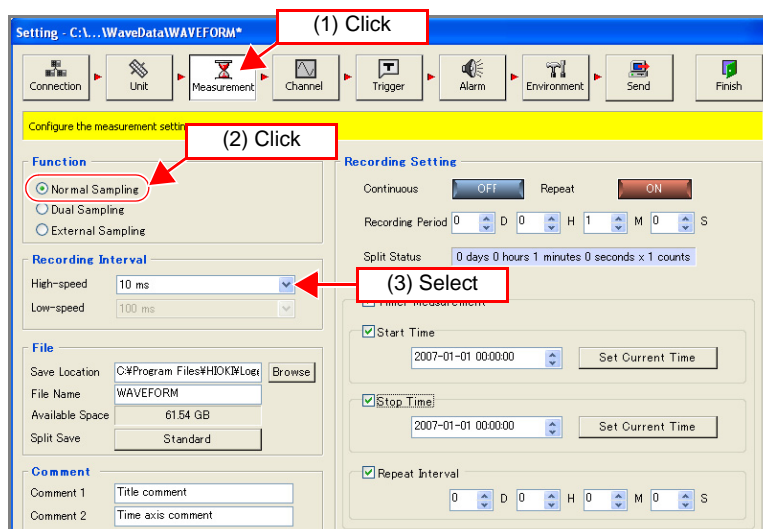 Setting - C:\...\WaveData\WAVEFORM*
(1) Click
Connection
Unit
Measurement
Channel
Trigger
Alarm
Environment
Send
Finish
Configure the measurement settin
(2) Click
Function
Normal Sampling
Dual Sampling
External Sampling
Recording Interval
High-speed 10 ms
Low-speed 100 ms
(3) Select
File
Save Location C:¥Program Files¥HIOKI¥Logg Browse
File Name WAVEFORM
Available Space 61.54 GB
Split Save Standard
Comment
Comment 1 Title comment
Comment 2 Time axis comment
Recording Setting
Continuous OFF Repeat ON
Recording Period 0 D 0 H 1 M 0 S
Split Status 0 days 0 hours 1 minutes 0 seconds x 1 counts
Timer Measurement
Start Time
2007-01-01 00:00:00 Set Current Time
Stop Time
2007-01-01 00:00:00 Set Current Time
Repeat Interval
0 D 0 H 0 M 0 S